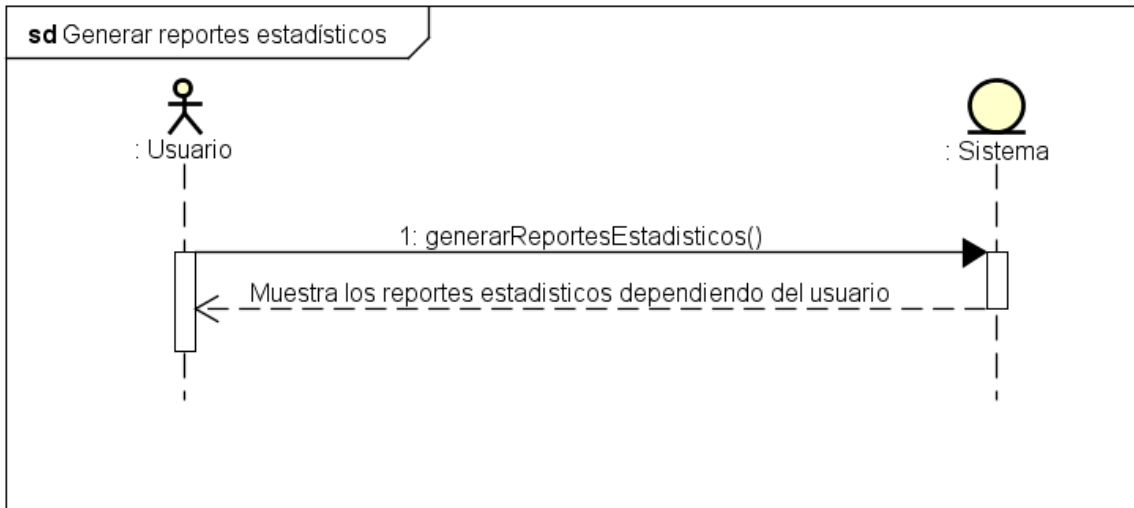 sd Generar reportes estadísticos
: Usuario
: Sistema
1: generarReportesEstadisticos()
Muestra los reportes estadisticos dependiendo del usuario